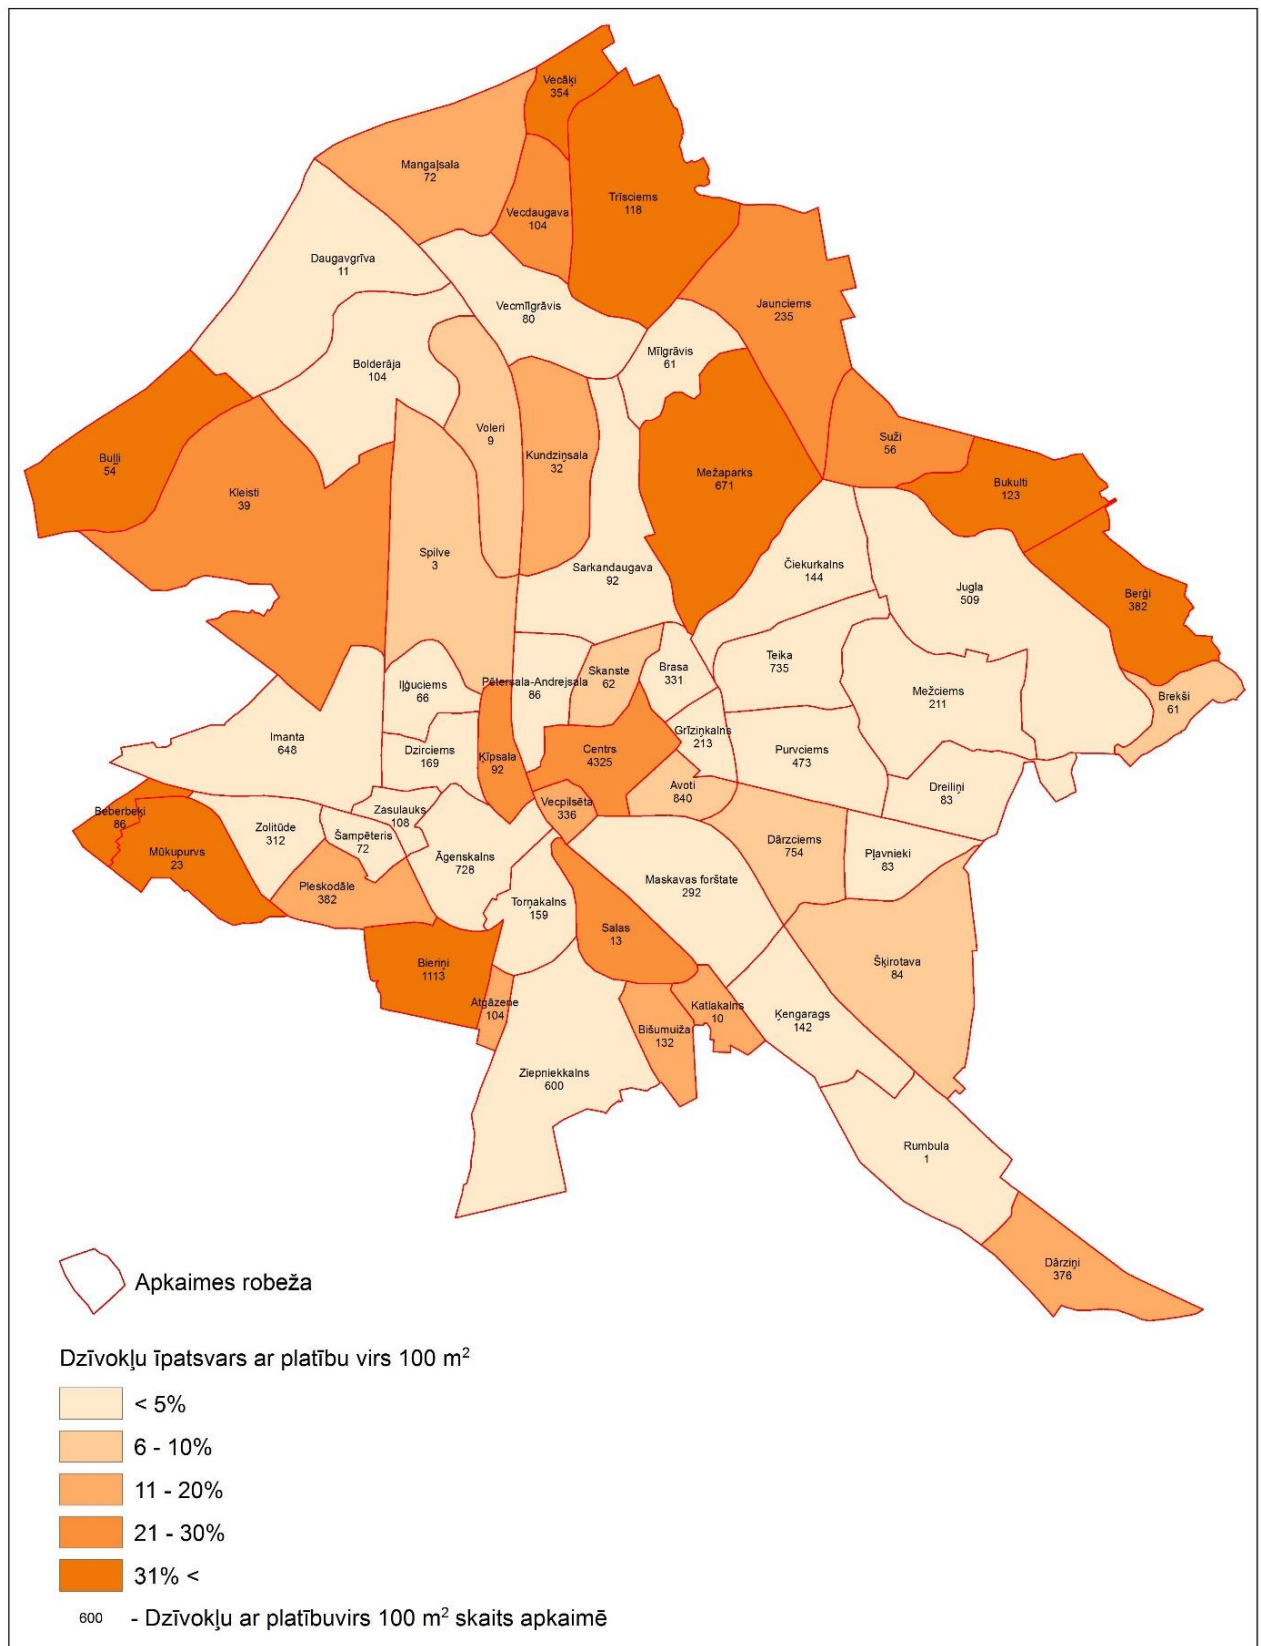 Vecāķi
354
Mangaļsala
72
Trīsciems
118
Vecdaugava
104
Daugavgrīva
11
Vecmīlgrāvis
80
Jaunciems
235
Mīlgrāvis
61
Bolderāja
104
Voleri
9
Kundziņsala
32
Suži
56
Buļļi
54
Kleisti
39
Mežaparks
671
Bukulti
123
Spilve
3
Sarkandaugava
92
Čiekurkalns
144
Jugla
509
Berģi
382
Teika
735
Skanste
62
Brasa
331
Iļģuciems
66
Pētersala-Andrejsala
86
Mežciems
211
Brekši
61
Imanta
648
Dzirciems
169
Ķīpsala
92
Centrs
4325
Grīziņkalns
213
Purvciems
473
Avoti
840
Dreiliņi
83
Beberbeķi
86
Zasulauks
108
Vecpilsēta
336
Zolitūde
312
Šampēteris
72
Dārzciems
754
Mūkupurvs
23
Āgenskalns
728
Pļavnieki
83
Pleskodāle
382
Maskavas forštate
292
Torņakalns
159
Salas
13
Bieriņi
1113
Šķirotava
84
Atgāzene
104
Katlakalns
10
Ķengarags
142
Bišumuiža
132
Ziepniekkalns
600
Rumbula
1
Dārziņi
376
Apkaimes robeža
Dzīvokļu īpatsvars ar platību virs 100 m²
< 5%
6 - 10%
11 - 20%
21 - 30%
31% <
600 - Dzīvokļu ar platībuvirs 100 m² skaits apkaimē